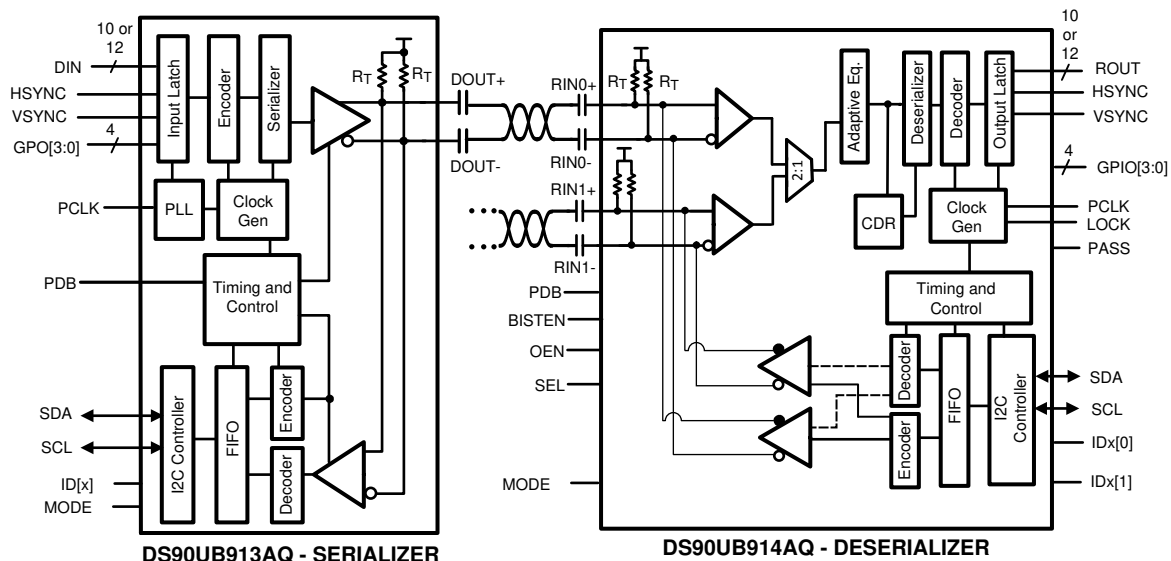 10 or
12
DIN
HSYNC
VSYNC
4
GPO[3:0]
PCLK
PDB
SDA
SCL
ID[x]
MODE
Input Latch
Encoder
Serializer
PLL
Clock
Gen
Timing and
Control
I2C Controller
FIFO
Encoder
Decoder
RT
RT
DOUT+
DOUT-
DS90UB913AQ - SERIALIZER
RIN0+
RIN0-
RIN1+
RIN1-
PDB
BISTEN
OEN
SEL
MODE
RT
RT
2:1
Adaptive Eq.
CDR
Deserializer
Decoder
Output Latch
Clock
Gen
Timing and
Control
Decoder
Encoder
FIFO
I2C
Controller
10
or
12
ROUT
HSYNC
VSYNC
4
GPIO[3:0]
PCLK
LOCK
PASS
SDA
SCL
IDx[0]
IDx[1]
DS90UB914AQ - DESERIALIZER